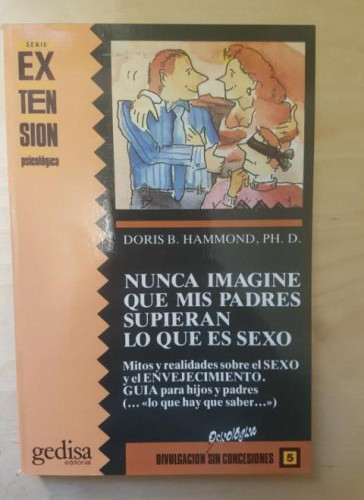 SERIE
EX
TEN
SION
psicológica
DORIS B. HAMMOND, PH. D.
NUNCA IMAGINE
QUE MIS PADRES
SUPIERAN
LO QUE ES SEXO
Mitos y realidades sobre el SEXO
y el ENVEJECIMIENTO.
GUIA para hijos y padres
(... «lo que hay que saber...»)
gedisa
editorial
Psicológica
DIVULGACION SIN CONCESIONES 5